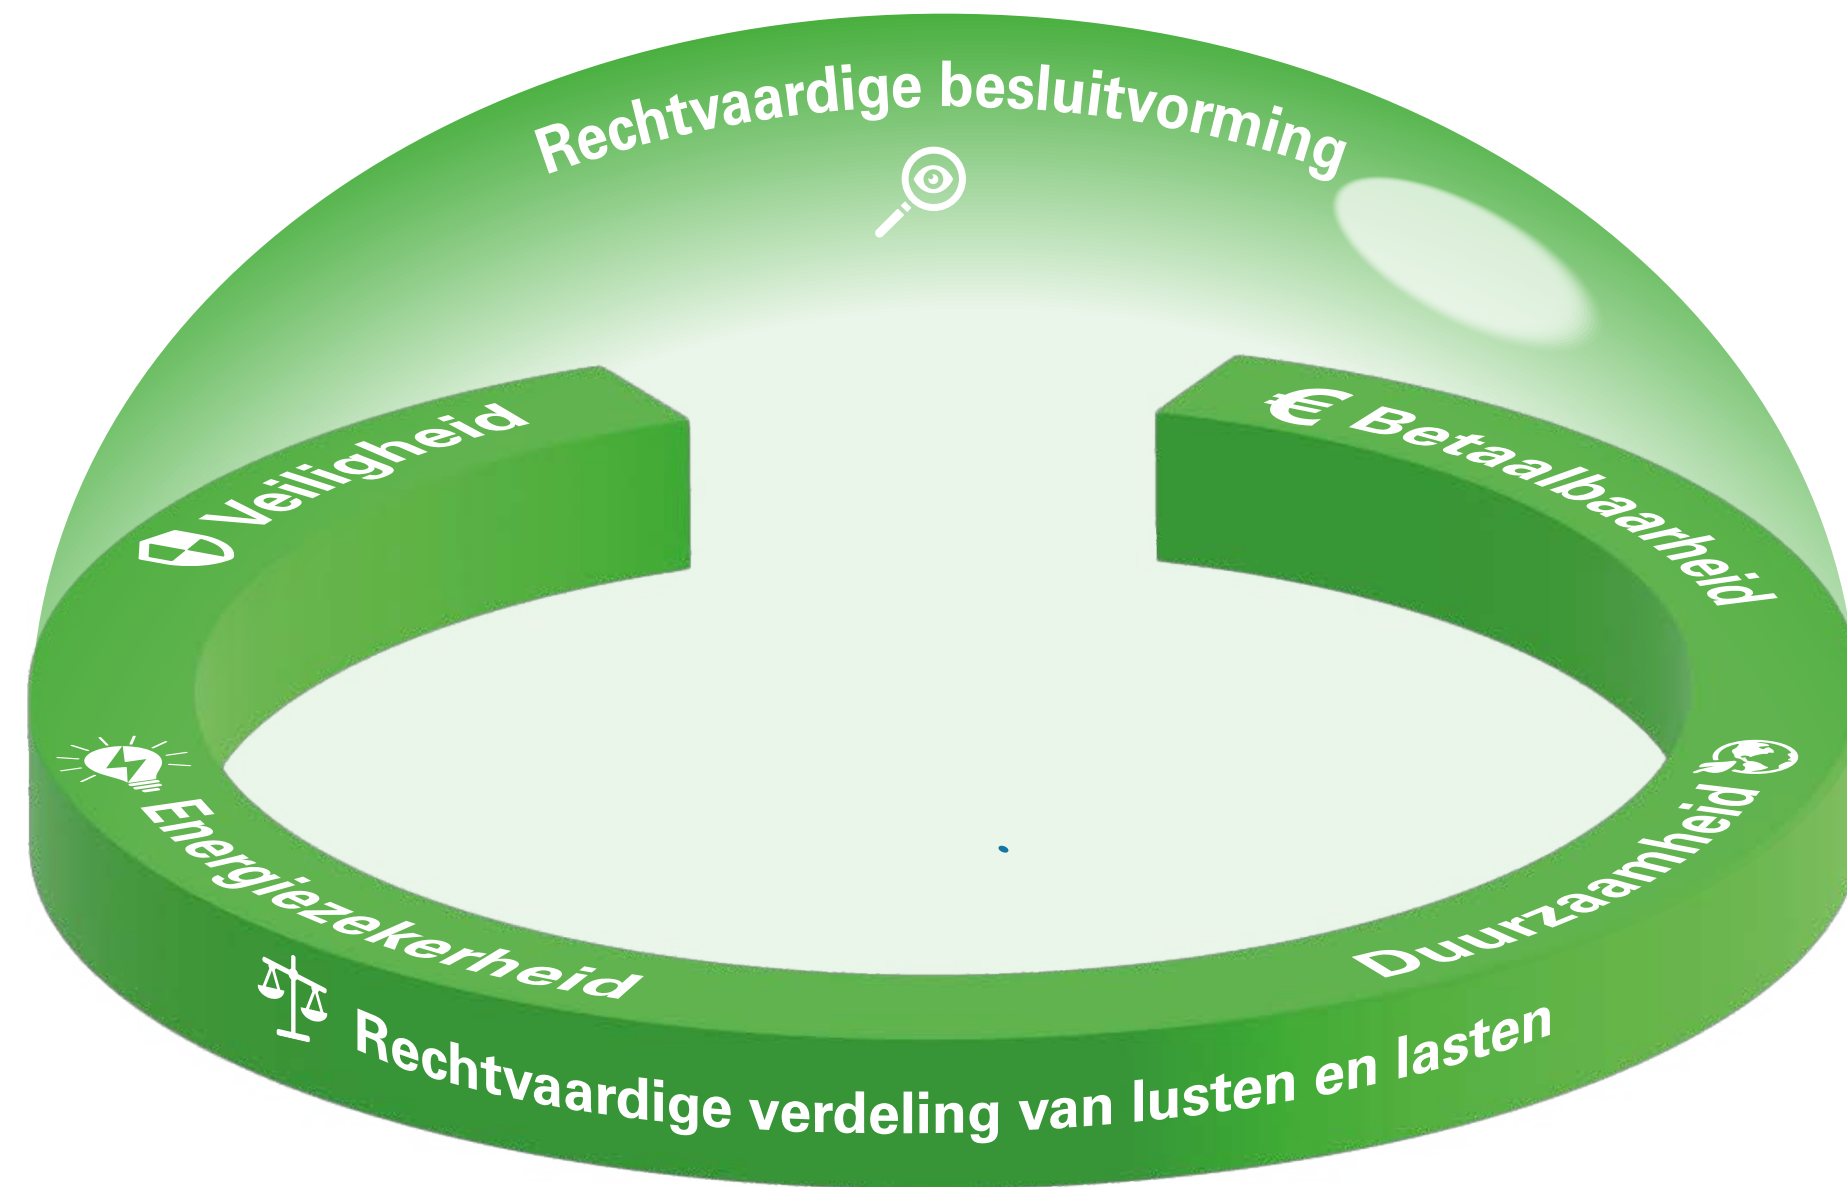 Rechtvaardige besluitvorming
Veiligheid
€ Betaalbaarheid
Energiezekerheid
Duurzaamheid
Rechtvaardige verdeling van lusten en lasten